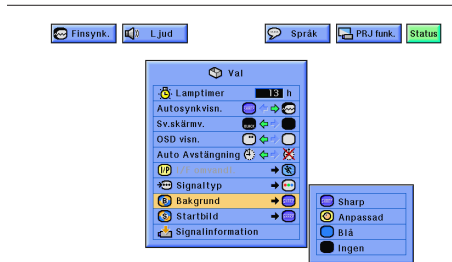 Finsynk. Ljud Språk PRJ funk. Status
Val
Lamptimer 13 h
Autosynkvisn.
Sv.skärmv.
OSD visn.
Auto Avstängning
I/P
Signaltyp
Bakgrund
Startbild
Signalinformation
Sharp
Anpassad
Blå
Ingen